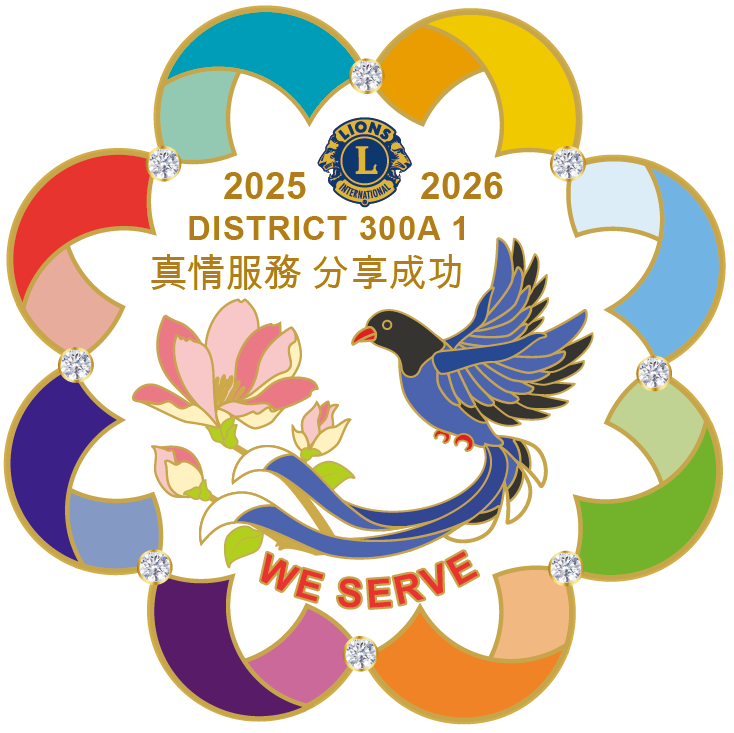 LIONS
L
INTERNATIONAL
2025 2026
DISTRICT 300A 1
真情服務 分享成功
WE SERVE